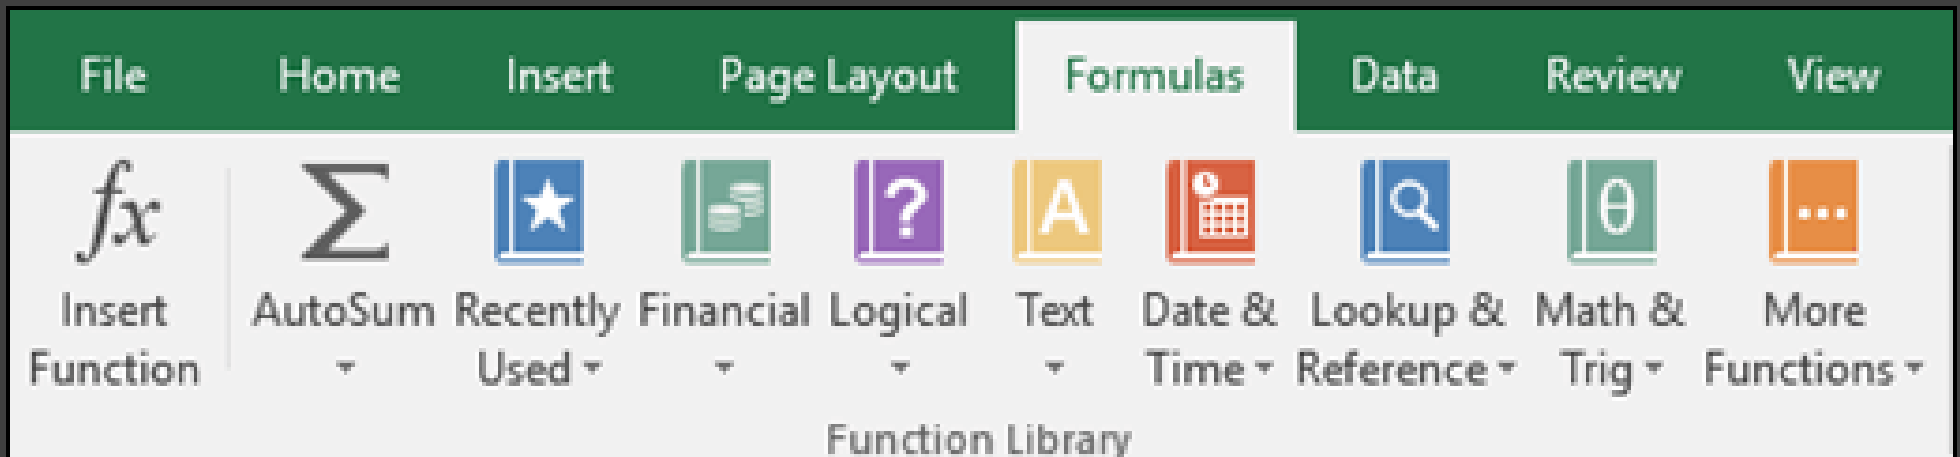 File Home Insert Page Layout Formulas Data Review View
fx Σ ? A θ ...
Insert AutoSum Recently Financial Logical Text Date & Lookup & Math & More
Function Used Time Reference Trig Functions
Function Library